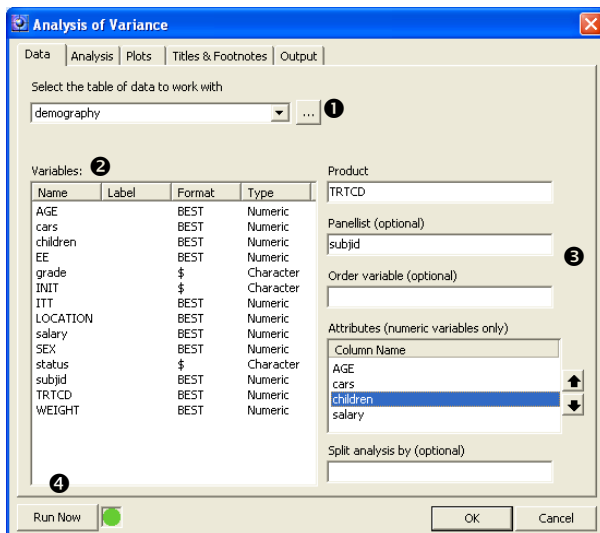 Analysis of Variance
Data Analysis Plots Titles & Footnotes Output
Select the table of data to work with
demography ... ❶
Variables: ❷
Name Label Format Type
AGE BEST Numeric
cars BEST Numeric
children BEST Numeric
EE BEST Numeric
grade $ Character
INIT $ Character
ITT BEST Numeric
LOCATION BEST Numeric
salary BEST Numeric
SEX BEST Numeric
status $ Character
subjid BEST Numeric
TRTCD BEST Numeric
WEIGHT BEST Numeric
Product
TRTCD
Panellist (optional)
subjid
❸
Order variable (optional)
Attributes (numeric variables only)
Column Name
AGE
cars
children
salary
Split analysis by (optional)
❹
Run Now OK Cancel